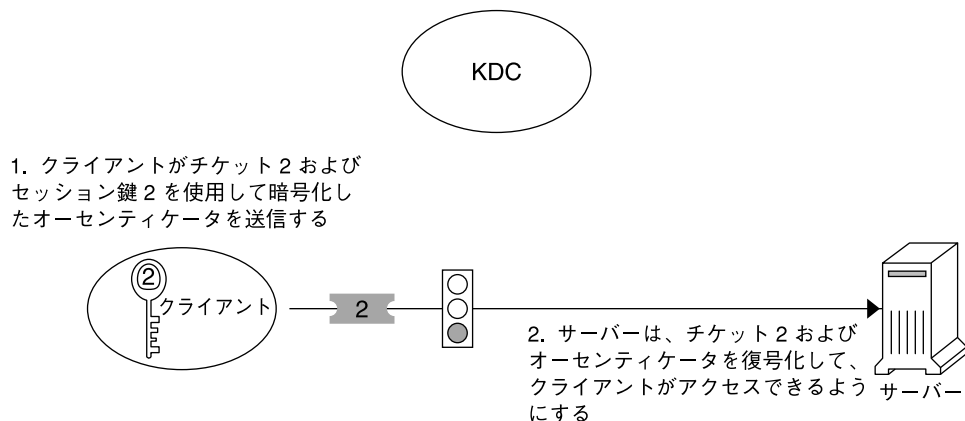 KDC
1. クライアントがチケット 2 および
セッション鍵 2 を使用して暗号化し
たオーセンティケータを送信する
2
クライアント
2
2. サーバーは、チケット 2 および
オーセンティケータを復号化して、
クライアントがアクセスできるよう
にする
サーバー